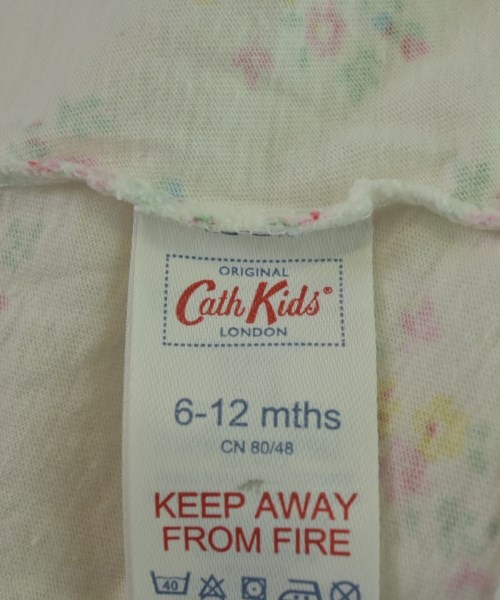 ORIGINAL
Cath Kids®
LONDON
6-12 mths
CN 80/48
KEEP AWAY
FROM FIRE
40